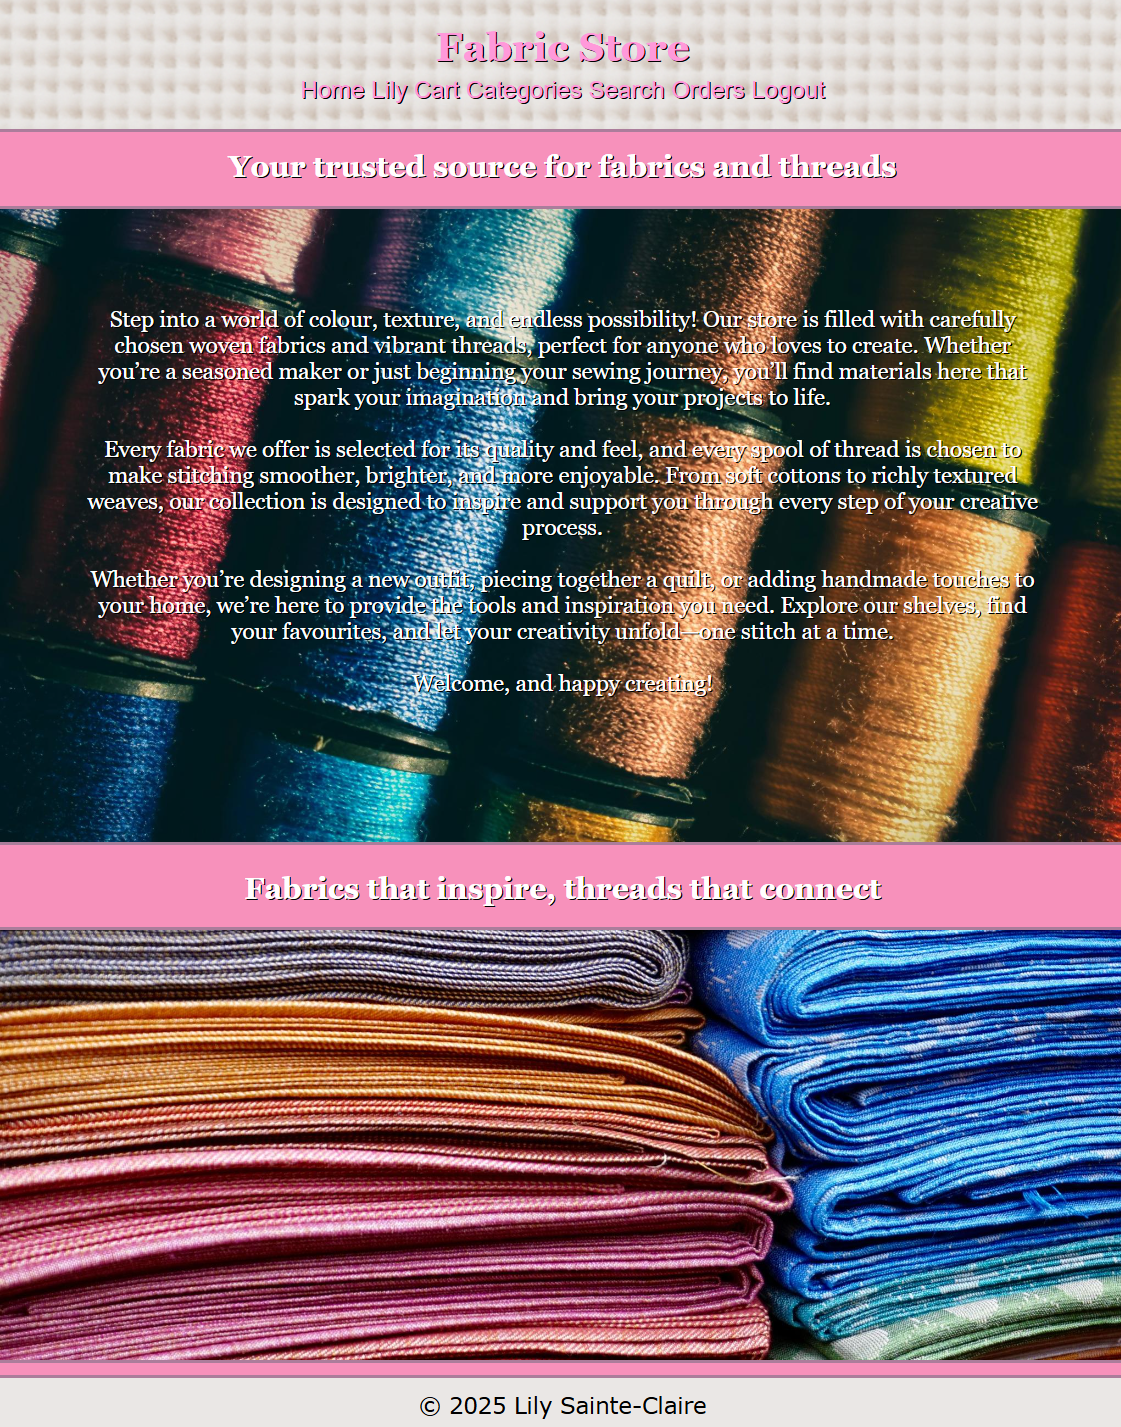 Fabric Store
Home Lily Cart Categories Search Orders Logout
Your trusted source for fabrics and threads
Step into a world of colour, texture, and endless possibility! Our store is filled with carefully
chosen woven fabrics and vibrant threads, perfect for anyone who loves to create. Whether
you’re a seasoned maker or just beginning your sewing journey, you’ll find materials here that
spark your imagination and bring your projects to life.
Every fabric we offer is selected for its quality and feel, and every spool of thread is chosen to
make stitching smoother, brighter, and more enjoyable. From soft cottons to richly textured
weaves, our collection is designed to inspire and support you through every step of your creative
process.
Whether you’re designing a new outfit, piecing together a quilt, or adding handmade touches to
your home, we’re here to provide the tools and inspiration you need. Explore our shelves, find
your favourites, and let your creativity unfold—one stitch at a time.
Welcome, and happy creating!
Fabrics that inspire, threads that connect
© 2025 Lily Sainte-Claire